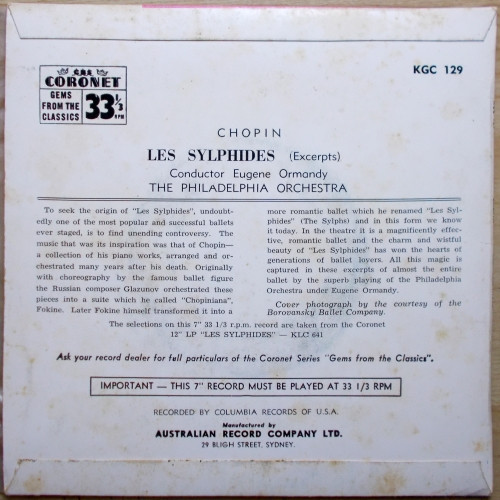 CORONET
GEMS
FROM THE
CLASSICS
33⅓
RPM
KGC 129
CHOPIN
LES SYLPHIDES (Excerpts)
Conductor Eugene Ormandy
THE PHILADELPHIA ORCHESTRA
To seek the origin of "Les Sylphides", undoubt-
edly one of the most popular and successful ballets
ever staged, is to find unending controversy. The
music that was its inspiration was that of Chopin—
a collection of his piano works, arranged and or-
chestrated many years after his death. Originally
with choreography by the famous ballet figure
the Russian composer Glazunov orchestrated these
pieces into a suite which he called "Chopiniana",
Fokine. Later Fokine himself transformed it into a
more romantic ballet which he renamed "Les Syl-
phides" (The Sylphs) and in this form we know
it today. In the theatre it is a magnificently effec-
tive, romantic ballet and the charm and wistful
beauty of "Les Sylphides" has won the hearts of
generations of ballet lovers. All this magic is
captured in these excerpts of almost the entire
ballet by the superb playing of the Philadelphia
Orchestra under Eugene Ormandy.
Cover photograph by the courtesy of the
Borovansky Ballet Company.
The selections on this 7" 33 1/3 r.p.m. record are taken from the Coronet
12" LP "LES SYLPHIDES" — KLC 641
Ask your record dealer for full particulars of the Coronet Series "Gems from the Classics".
IMPORTANT — THIS 7" RECORD MUST BE PLAYED AT 33 1/3 RPM
RECORDED BY COLUMBIA RECORDS OF U.S.A.
Manufactured by
AUSTRALIAN RECORD COMPANY LTD.
29 BLIGH STREET, SYDNEY.